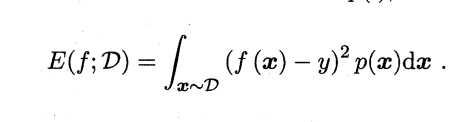 E(f; 𝒟) = ∫_{𝒙∼𝒟} (f (𝒙) − y)² p(𝒙)d𝒙 .